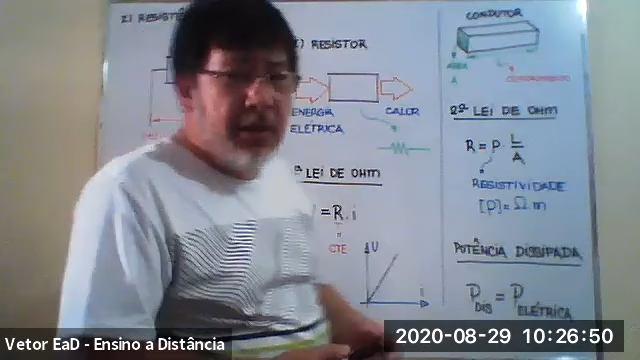 I) RESISTÊ
) RESISTOR
ENERGIA
ELÉTRICA
CALOR
ª LEI DE OHM
= R . i
CTE
U
i
CONDUTOR
L
ÁREA
A
COMPRIMENTO
2ª LEI DE OHM
R = ρ . L
A
RESISTIVIDADE
[ρ] = Ω . m
POTÊNCIA DISSIPADA
P DIS = P ELÉTRICA
Vetor EaD - Ensino a Distância
2020-08-29 10:26:50